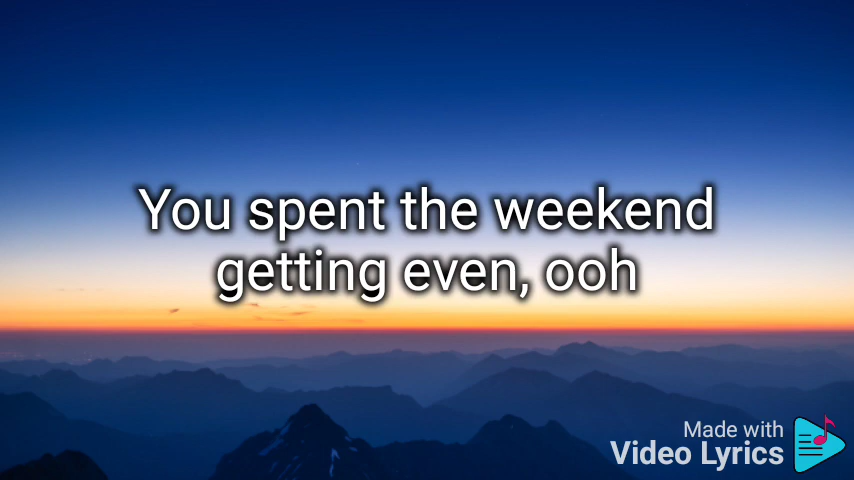 You spent the weekend
getting even, ooh
Made with
Video Lyrics